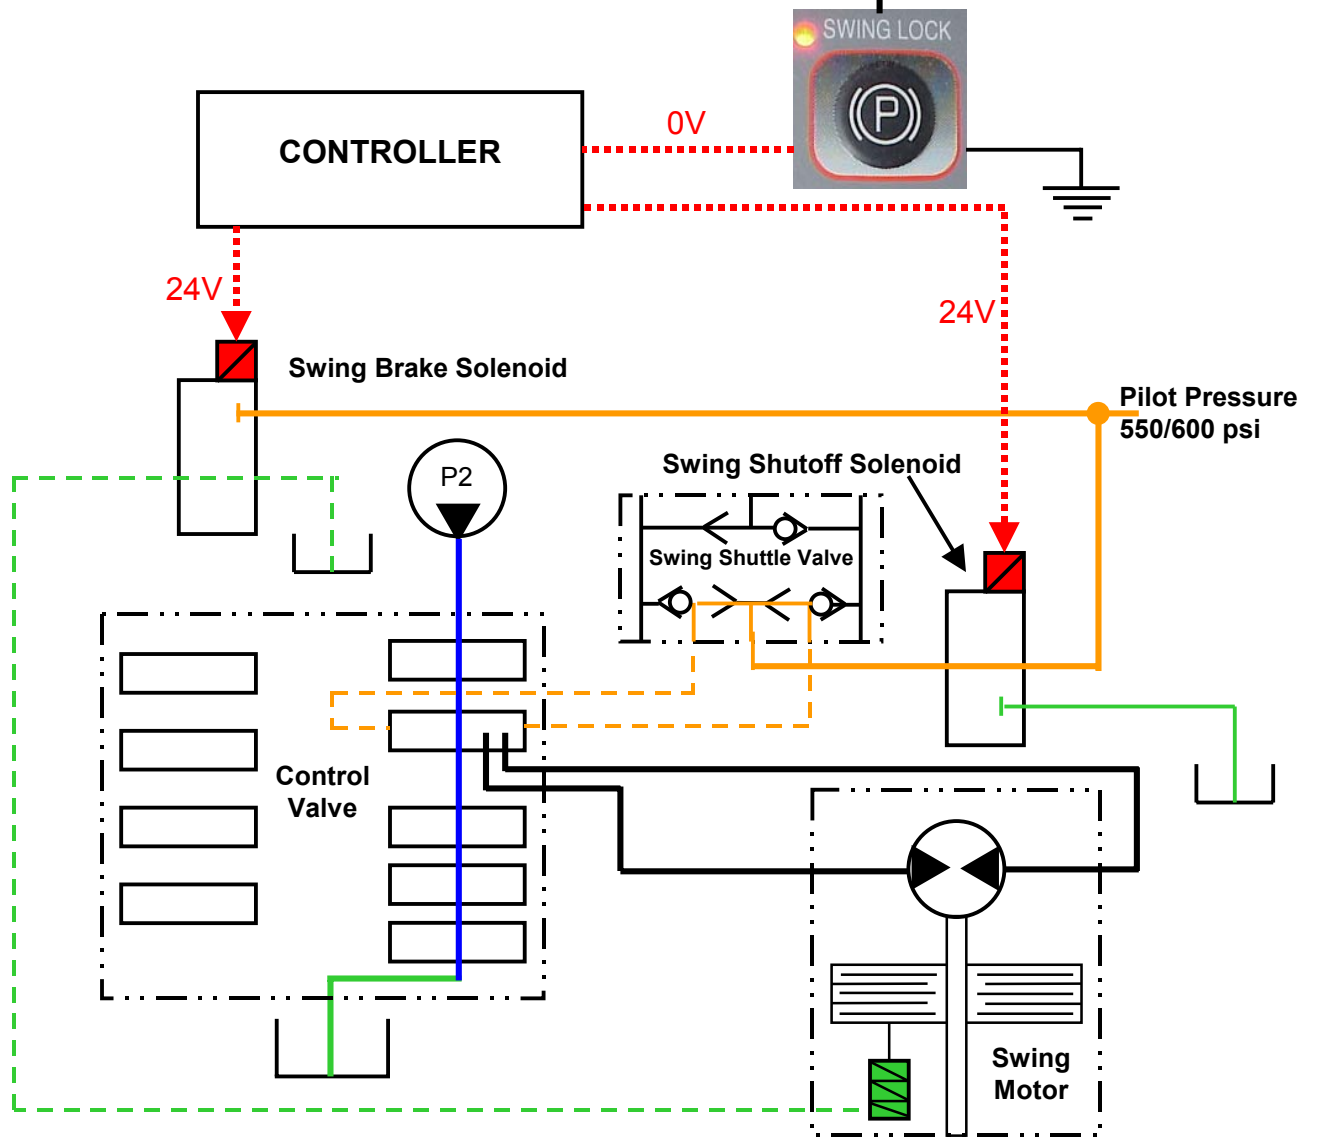 SWING LOCK
P
CONTROLLER
0V
24V
24V
Swing Brake Solenoid
Pilot Pressure
550/600 psi
Swing Shutoff Solenoid
P2
Swing Shuttle Valve
Control
Valve
Swing
Motor